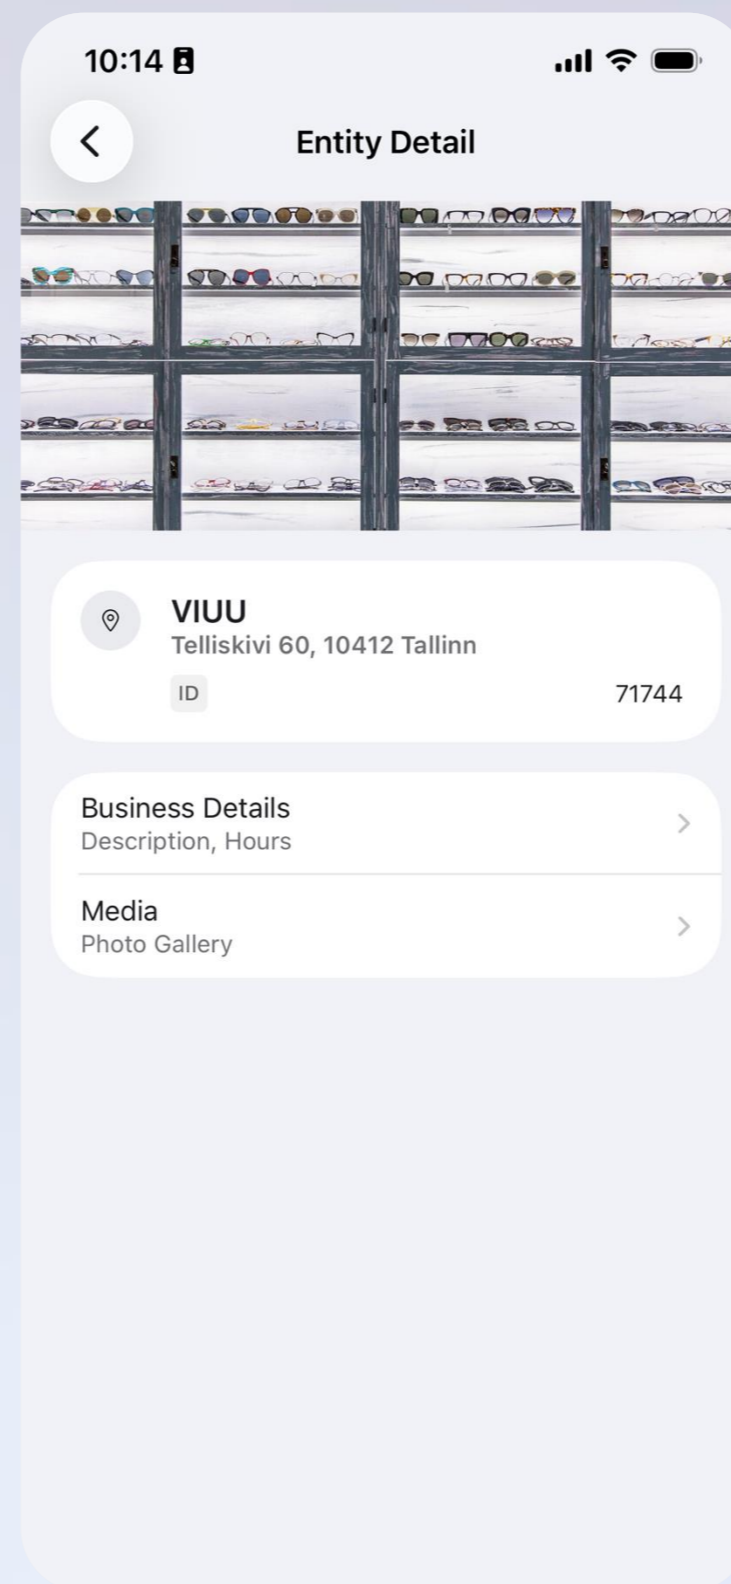 10:14
Entity Detail
VIUU
Telliskivi 60, 10412 Tallinn
ID 71744
Business Details
Description, Hours
Media
Photo Gallery